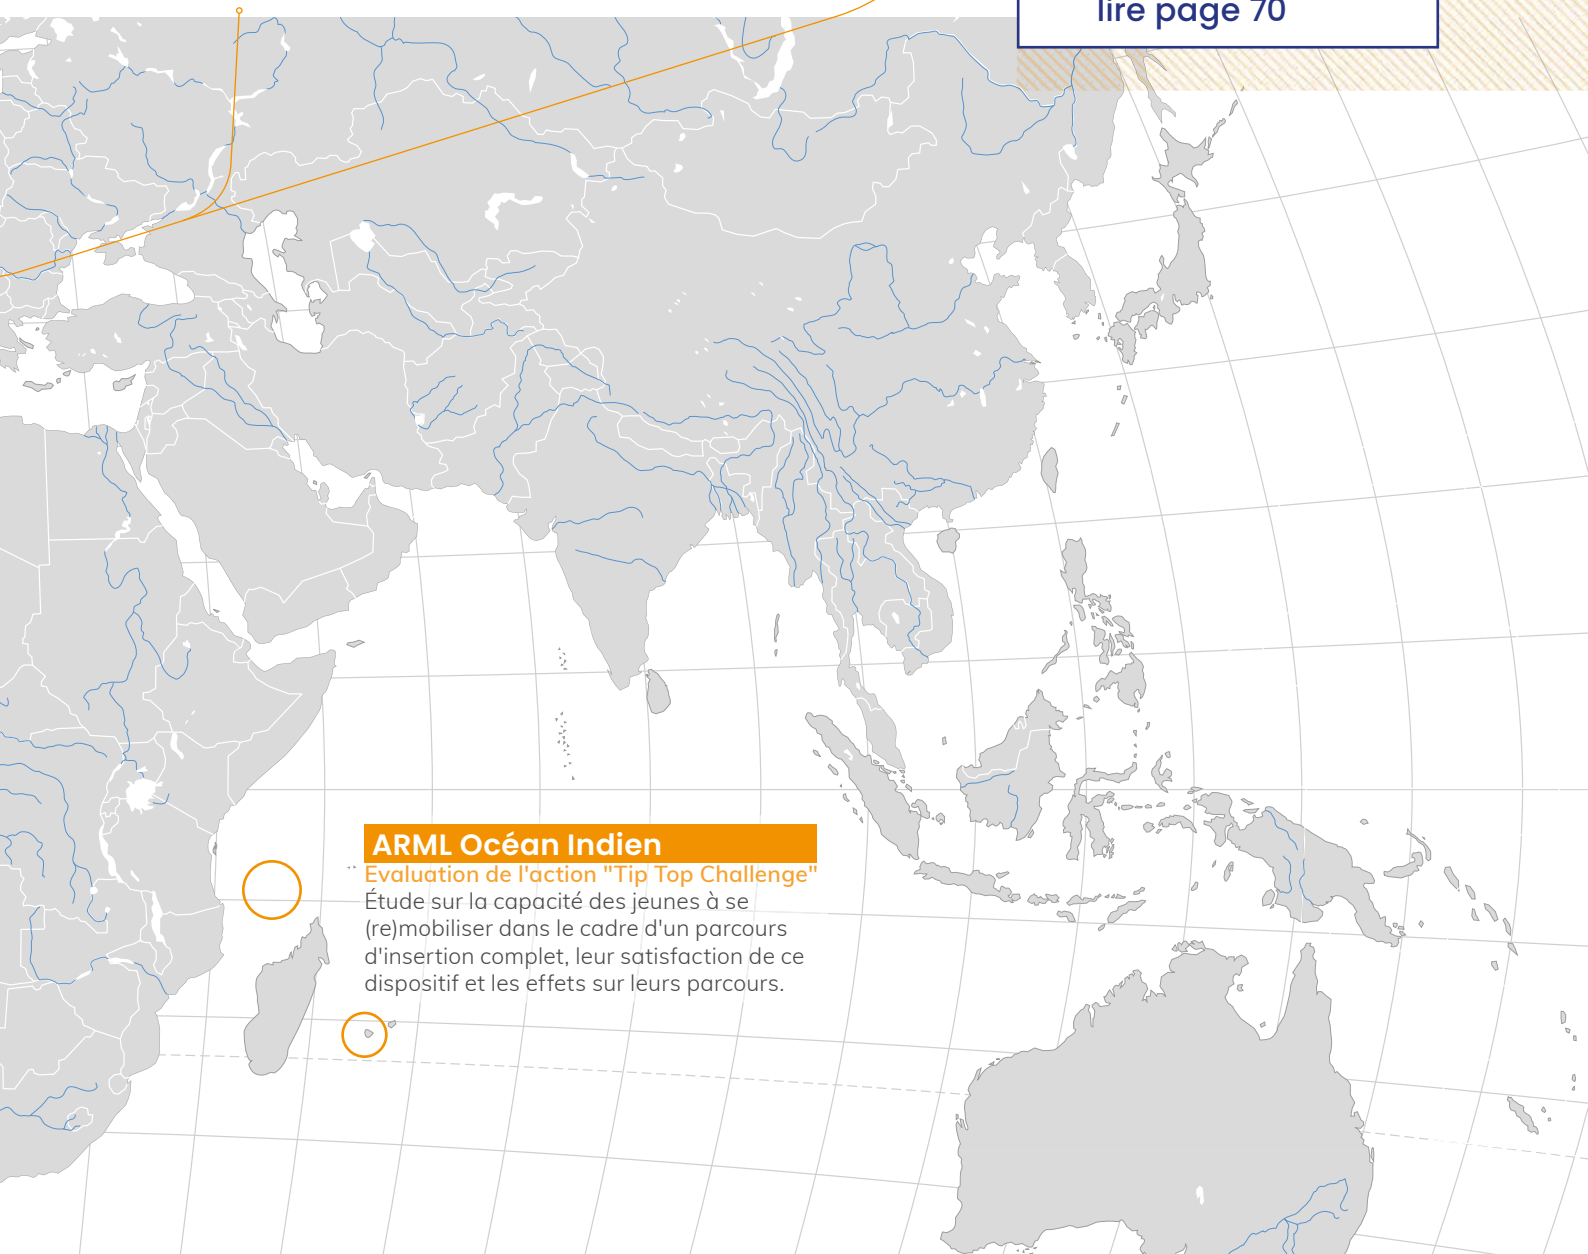 lire page 70
ARML Océan Indien
Evaluation de l'action "Tip Top Challenge"
Étude sur la capacité des jeunes à se
(re)mobiliser dans le cadre d'un parcours
d'insertion complet, leur satisfaction de ce
dispositif et les effets sur leurs parcours.